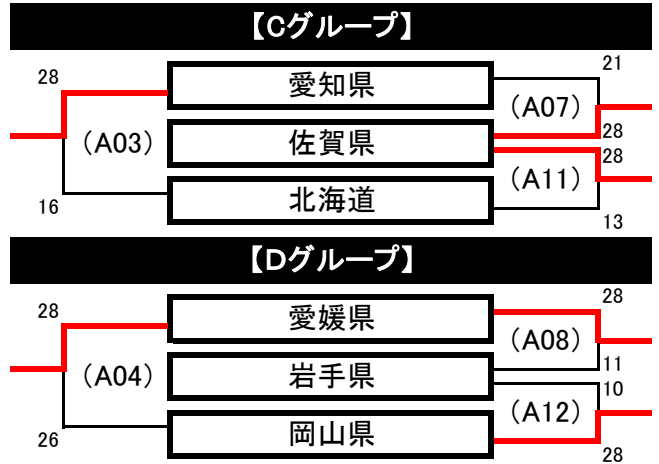 【Cグループ】
28
愛知県
21
（A03）
佐賀県
（A07）
28
28
北海道
（A11）
16
13
【Dグループ】
28
愛媛県
28
（A04）
岩手県
（A08）
11
10
岡山県
（A12）
26
28